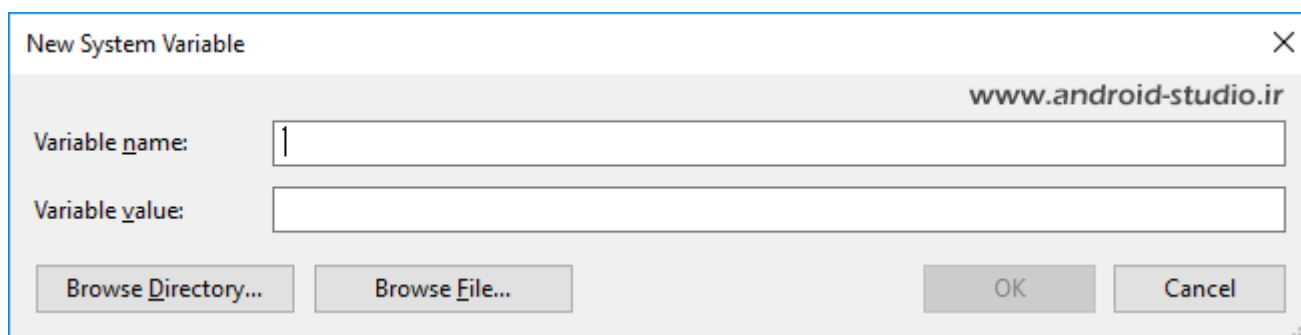 New System Variable
www.android-studio.ir
Variable name:
Variable value:
Browse Directory... Browse File... OK Cancel